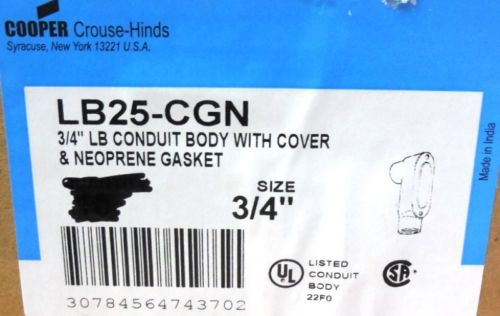 COOPER Crouse-Hinds
Syracuse, New York 13221 U.S.A.
LB25-CGN
3/4" LB CONDUIT BODY WITH COVER
& NEOPRENE GASKET
SIZE
3/4"
Made in India
30784564743702
UL
LISTED
CONDUIT
BODY
22F0
SA